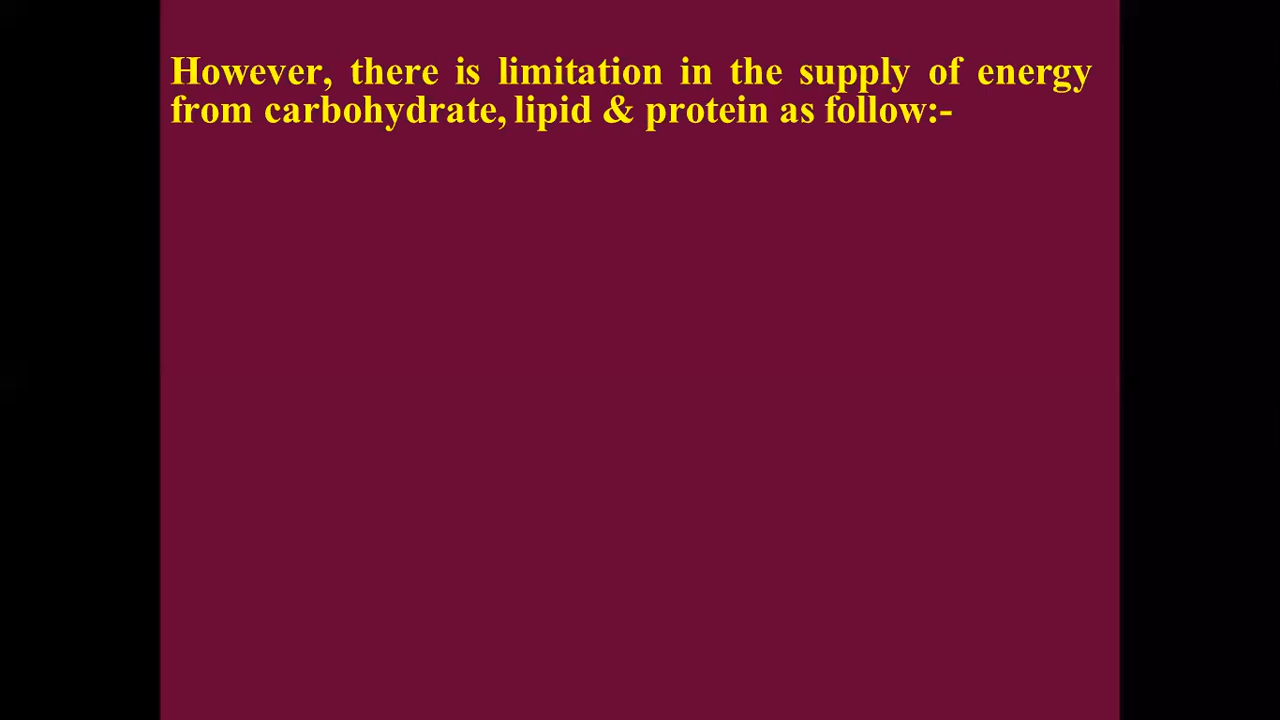 However, there is limitation in the supply of energy
from carbohydrate, lipid & protein as follow:-